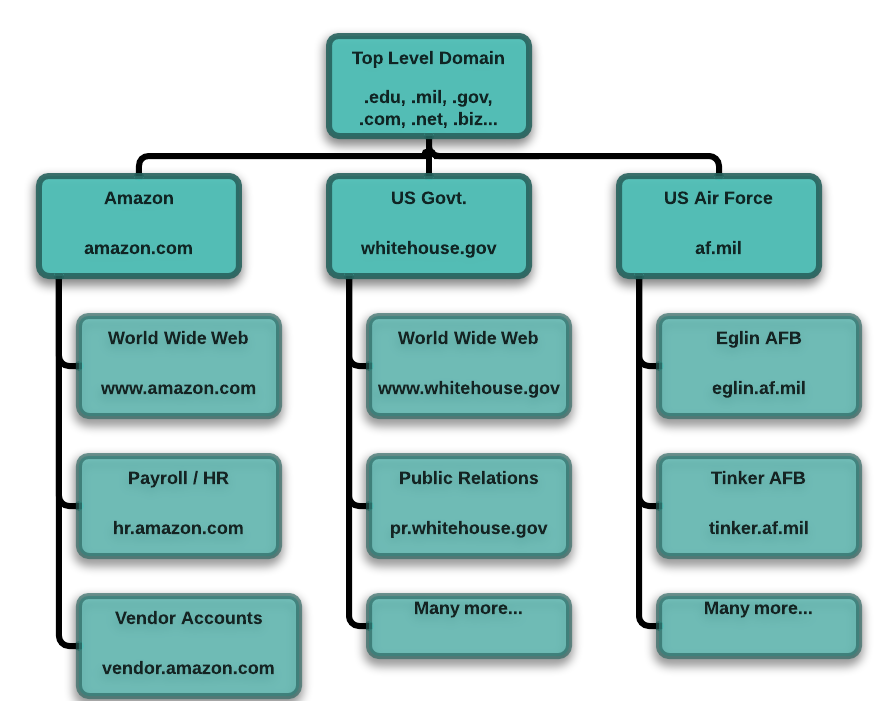 Top Level Domain
.edu, .mil, .gov,
.com, .net, .biz...
Amazon
amazon.com
US Govt.
whitehouse.gov
US Air Force
af.mil
World Wide Web
www.amazon.com
World Wide Web
www.whitehouse.gov
Eglin AFB
eglin.af.mil
Payroll / HR
hr.amazon.com
Public Relations
pr.whitehouse.gov
Tinker AFB
tinker.af.mil
Vendor Accounts
vendor.amazon.com
Many more...
Many more...